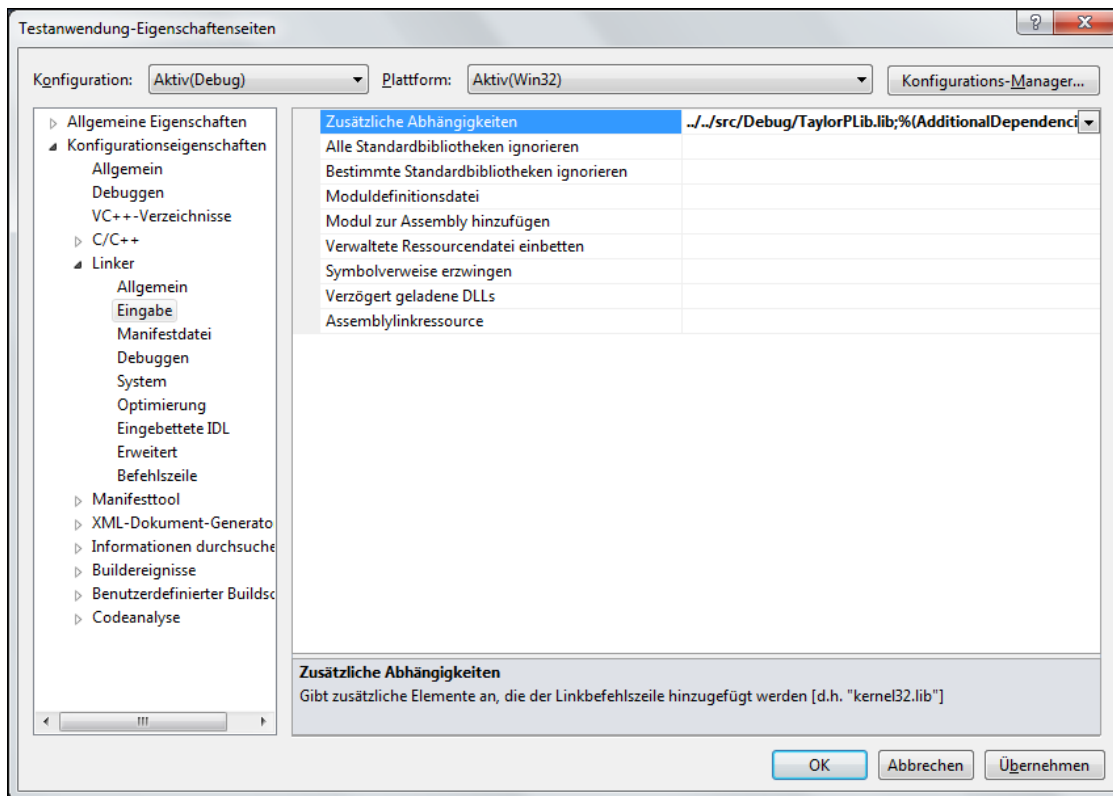 Testanwendung-Eigenschaftenseiten
Konfiguration: Aktiv(Debug) Plattform: Aktiv(Win32) Konfigurations-Manager...
Allgemeine Eigenschaften
Konfigurationseigenschaften
Allgemein
Debuggen
VC++-Verzeichnisse
C/C++
Linker
Allgemein
Eingabe
Manifestdatei
Debuggen
System
Optimierung
Eingebettete IDL
Erweitert
Befehlszeile
Manifesttool
XML-Dokument-Generato
Informationen durchsuche
Buildereignisse
Benutzerdefinierter Buildsc
Codeanalyse
Zusätzliche Abhängigkeiten ../../src/Debug/TaylorPLib.lib;%(AdditionalDependenci
Alle Standardbibliotheken ignorieren
Bestimmte Standardbibliotheken ignorieren
Moduldefinitionsdatei
Modul zur Assembly hinzufügen
Verwaltete Ressourcendatei einbetten
Symbolverweise erzwingen
Verzögert geladene DLLs
Assemblylinkressource
Zusätzliche Abhängigkeiten
Gibt zusätzliche Elemente an, die der Linkbefehlszeile hinzugefügt werden [d.h. "kernel32.lib"]
OK Abbrechen Übernehmen